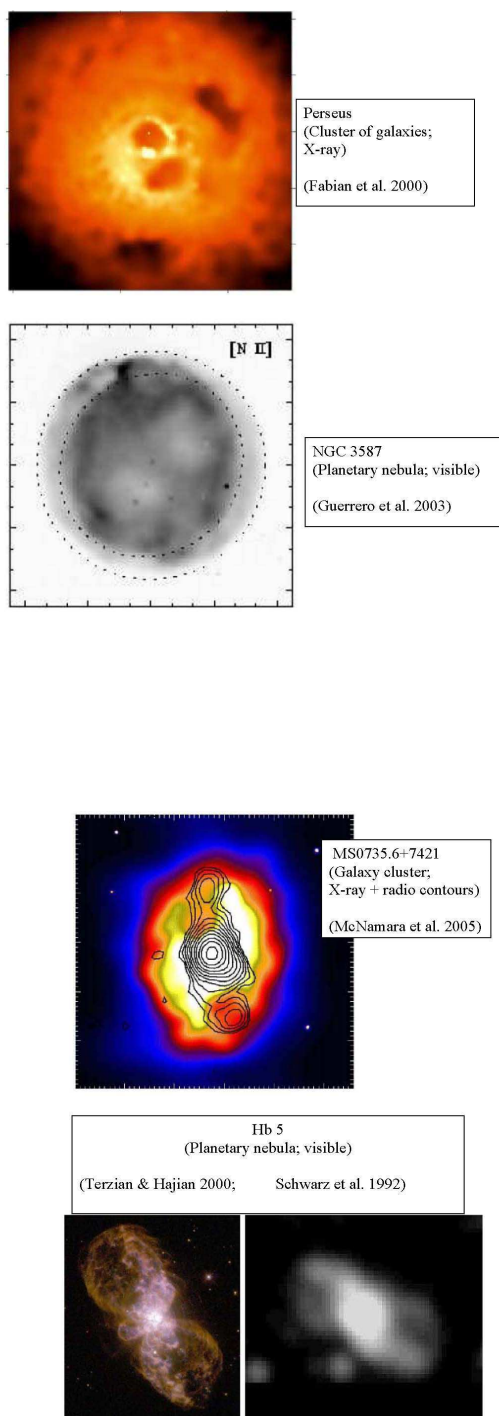 Perseus
(Cluster of galaxies;
X-ray)
(Fabian et al. 2000)
[N II]
NGC 3587
(Planetary nebula; visible)
(Guerrero et al. 2003)
MS0735.6+7421
(Galaxy cluster;
X-ray + radio contours)
(McNamara et al. 2005)
Hb 5
(Planetary nebula; visible)
(Terzian & Hajian 2000; Schwarz et al. 1992)